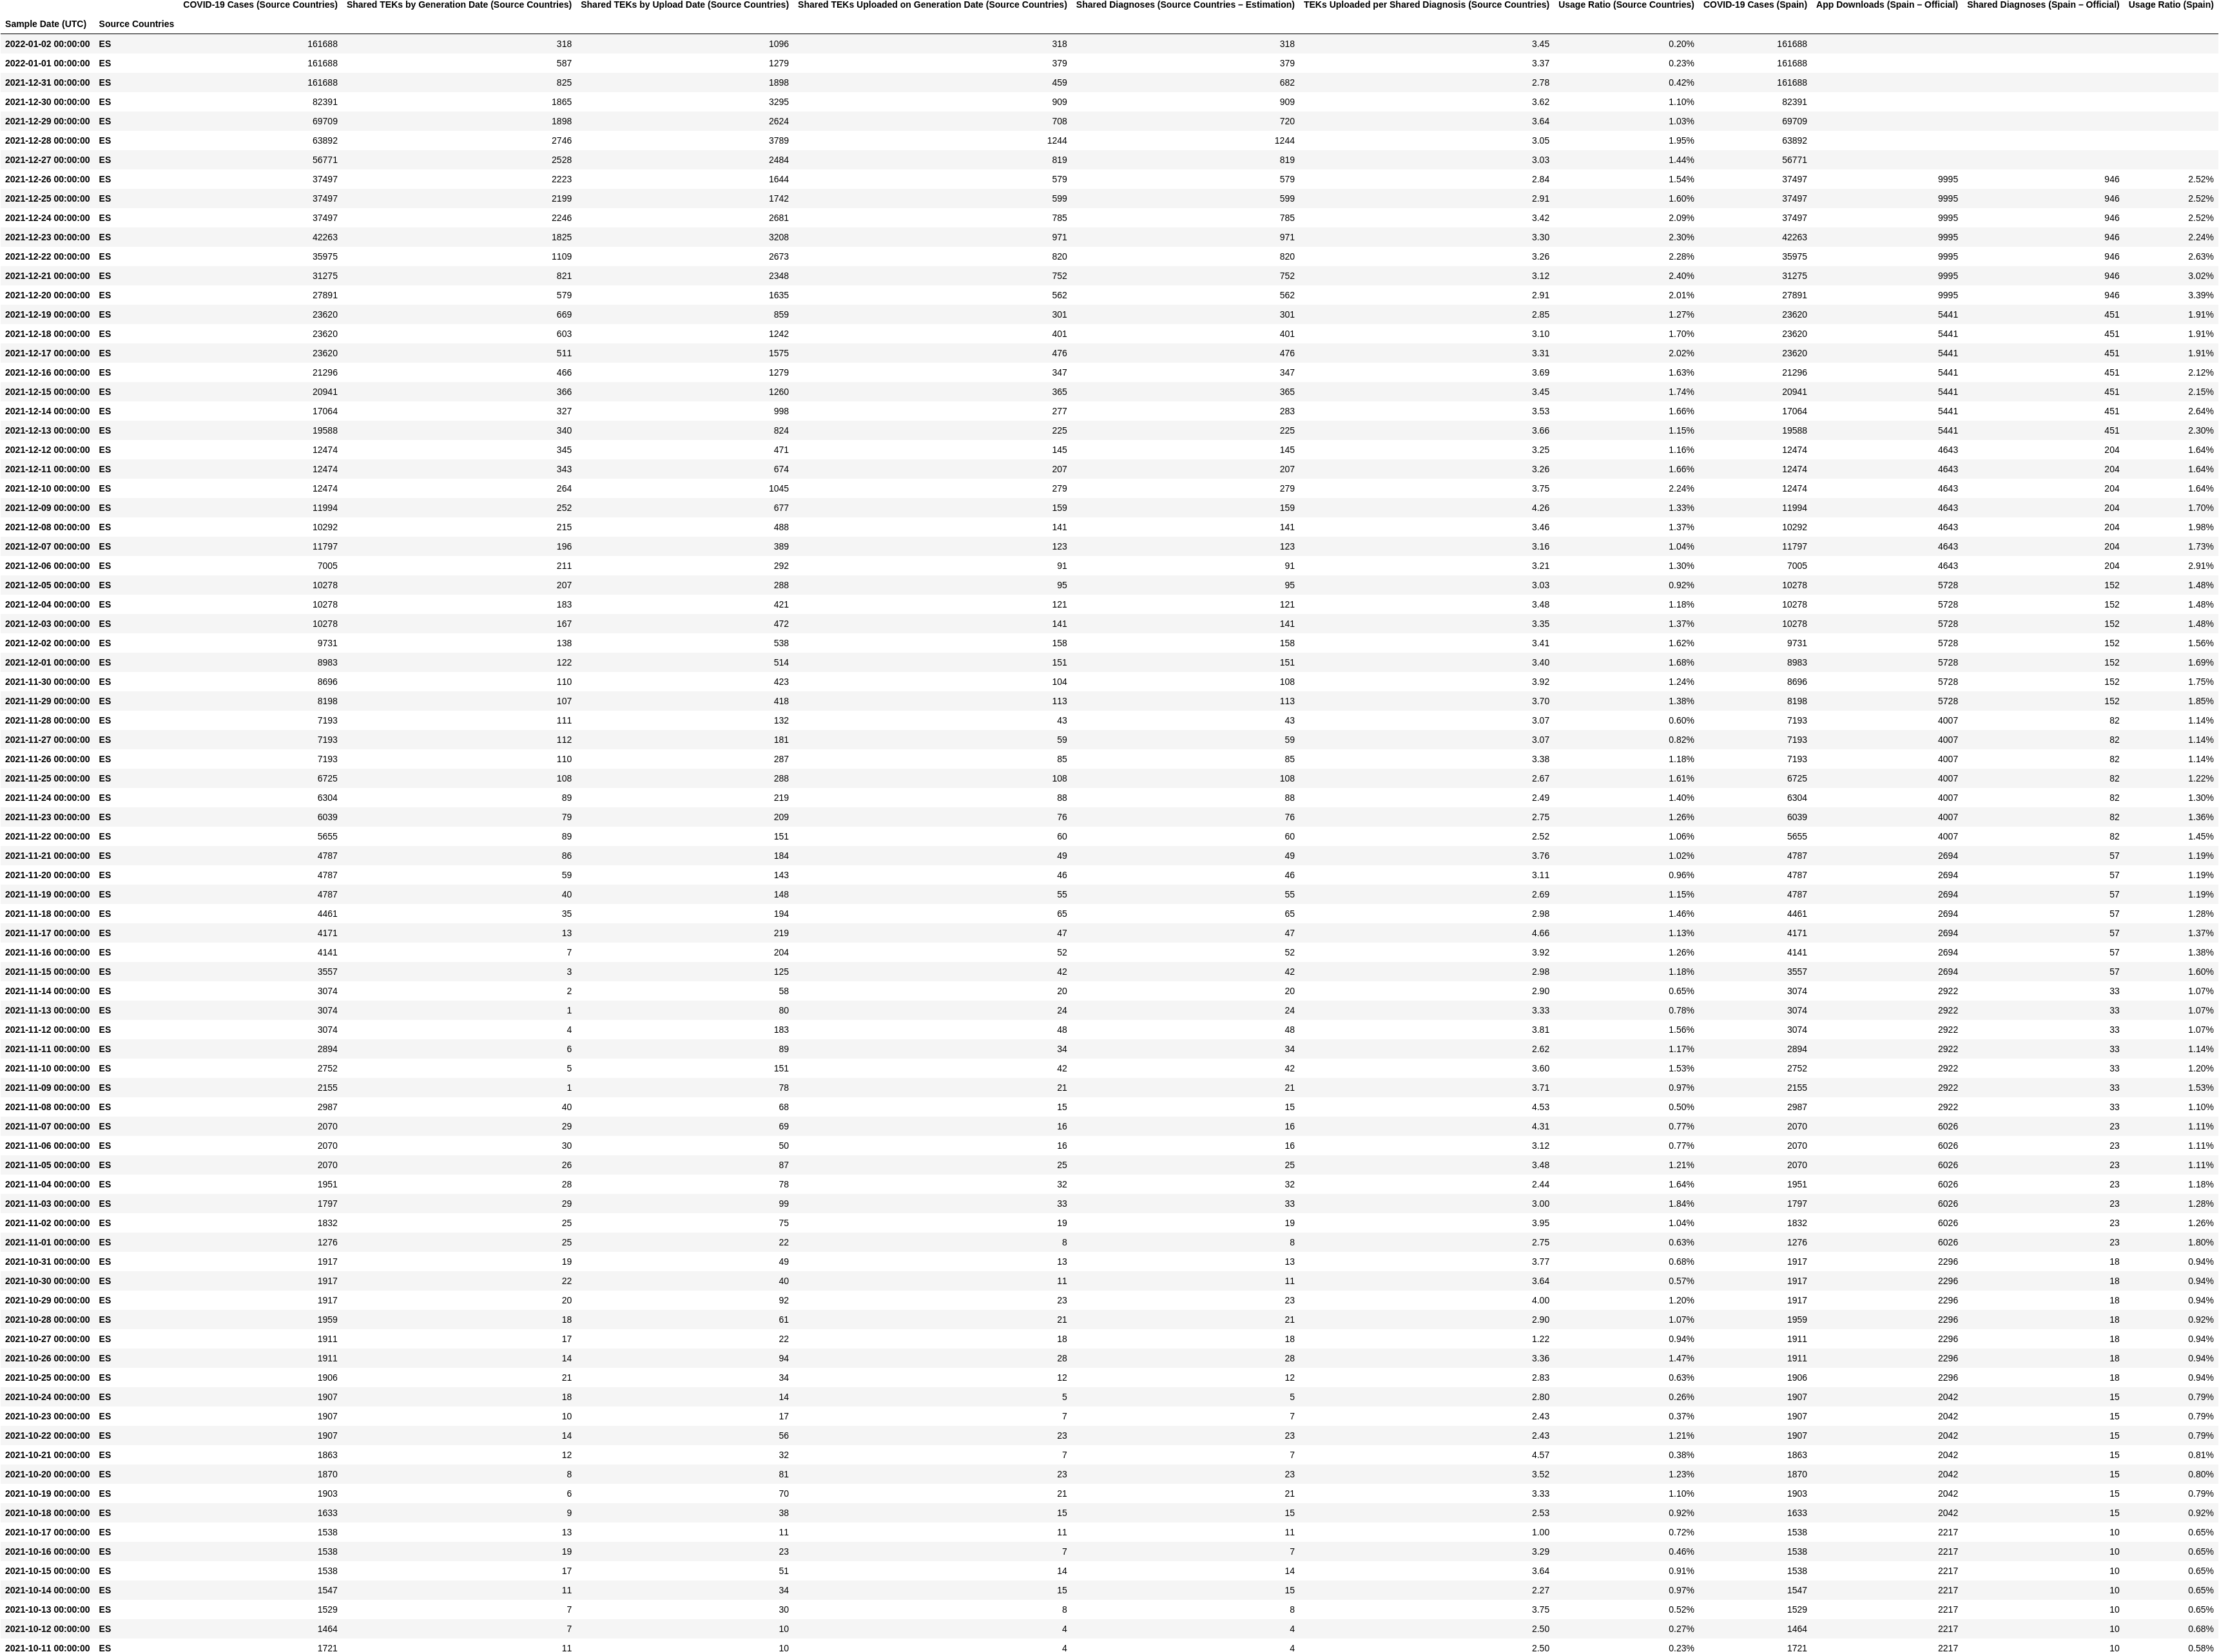 COVID-19 Cases (Source Countries) Shared TEKs by Generation Date (Source Countries) Shared TEKs by Upload Date (Source Countries) Shared TEKs Uploaded on Generation Date (Source Countries) Shared Diagnoses (Source Countries – Estimation) TEKs Uploaded per Shared Diagnosis (Source Countries) Usage Ratio (Source Countries) COVID-19 Cases (Spain) App Downloads (Spain – Official) Shared Diagnoses (Spain – Official) Usage Ratio (Spain)
Sample Date (UTC) Source Countries
2022-01-02 00:00:00 ES 161688 318 1096 318 318 3.45 0.20% 161688
2022-01-01 00:00:00 ES 161688 587 1279 379 379 3.37 0.23% 161688
2021-12-31 00:00:00 ES 161688 825 1898 459 682 2.78 0.42% 161688
2021-12-30 00:00:00 ES 82391 1865 3295 909 909 3.62 1.10% 82391
2021-12-29 00:00:00 ES 69709 1898 2624 708 720 3.64 1.03% 69709
2021-12-28 00:00:00 ES 63892 2746 3789 1244 1244 3.05 1.95% 63892
2021-12-27 00:00:00 ES 56771 2528 2484 819 819 3.03 1.44% 56771
2021-12-26 00:00:00 ES 37497 2223 1644 579 579 2.84 1.54% 37497 9995 946 2.52%
2021-12-25 00:00:00 ES 37497 2199 1742 599 599 2.91 1.60% 37497 9995 946 2.52%
2021-12-24 00:00:00 ES 37497 2246 2681 785 785 3.42 2.09% 37497 9995 946 2.52%
2021-12-23 00:00:00 ES 42263 1825 3208 971 971 3.30 2.30% 42263 9995 946 2.24%
2021-12-22 00:00:00 ES 35975 1109 2673 820 820 3.26 2.28% 35975 9995 946 2.63%
2021-12-21 00:00:00 ES 31275 821 2348 752 752 3.12 2.40% 31275 9995 946 3.02%
2021-12-20 00:00:00 ES 27891 579 1635 562 562 2.91 2.01% 27891 9995 946 3.39%
2021-12-19 00:00:00 ES 23620 669 859 301 301 2.85 1.27% 23620 5441 451 1.91%
2021-12-18 00:00:00 ES 23620 603 1242 401 401 3.10 1.70% 23620 5441 451 1.91%
2021-12-17 00:00:00 ES 23620 511 1575 476 476 3.31 2.02% 23620 5441 451 1.91%
2021-12-16 00:00:00 ES 21296 466 1279 347 347 3.69 1.63% 21296 5441 451 2.12%
2021-12-15 00:00:00 ES 20941 366 1260 365 365 3.45 1.74% 20941 5441 451 2.15%
2021-12-14 00:00:00 ES 17064 327 998 277 283 3.53 1.66% 17064 5441 451 2.64%
2021-12-13 00:00:00 ES 19588 340 824 225 225 3.66 1.15% 19588 5441 451 2.30%
2021-12-12 00:00:00 ES 12474 345 471 145 145 3.25 1.16% 12474 4643 204 1.64%
2021-12-11 00:00:00 ES 12474 343 674 207 207 3.26 1.66% 12474 4643 204 1.64%
2021-12-10 00:00:00 ES 12474 264 1045 279 279 3.75 2.24% 12474 4643 204 1.64%
2021-12-09 00:00:00 ES 11994 252 677 159 159 4.26 1.33% 11994 4643 204 1.70%
2021-12-08 00:00:00 ES 10292 215 488 141 141 3.46 1.37% 10292 4643 204 1.98%
2021-12-07 00:00:00 ES 11797 196 389 123 123 3.16 1.04% 11797 4643 204 1.73%
2021-12-06 00:00:00 ES 7005 211 292 91 91 3.21 1.30% 7005 4643 204 2.91%
2021-12-05 00:00:00 ES 10278 207 288 95 95 3.03 0.92% 10278 5728 152 1.48%
2021-12-04 00:00:00 ES 10278 183 421 121 121 3.48 1.18% 10278 5728 152 1.48%
2021-12-03 00:00:00 ES 10278 167 472 141 141 3.35 1.37% 10278 5728 152 1.48%
2021-12-02 00:00:00 ES 9731 138 538 158 158 3.41 1.62% 9731 5728 152 1.56%
2021-12-01 00:00:00 ES 8983 122 514 151 151 3.40 1.68% 8983 5728 152 1.69%
2021-11-30 00:00:00 ES 8696 110 423 104 108 3.92 1.24% 8696 5728 152 1.75%
2021-11-29 00:00:00 ES 8198 107 418 113 113 3.70 1.38% 8198 5728 152 1.85%
2021-11-28 00:00:00 ES 7193 111 132 43 43 3.07 0.60% 7193 4007 82 1.14%
2021-11-27 00:00:00 ES 7193 112 181 59 59 3.07 0.82% 7193 4007 82 1.14%
2021-11-26 00:00:00 ES 7193 110 287 85 85 3.38 1.18% 7193 4007 82 1.14%
2021-11-25 00:00:00 ES 6725 108 288 108 108 2.67 1.61% 6725 4007 82 1.22%
2021-11-24 00:00:00 ES 6304 89 219 88 88 2.49 1.40% 6304 4007 82 1.30%
2021-11-23 00:00:00 ES 6039 79 209 76 76 2.75 1.26% 6039 4007 82 1.36%
2021-11-22 00:00:00 ES 5655 89 151 60 60 2.52 1.06% 5655 4007 82 1.45%
2021-11-21 00:00:00 ES 4787 86 184 49 49 3.76 1.02% 4787 2694 57 1.19%
2021-11-20 00:00:00 ES 4787 59 143 46 46 3.11 0.96% 4787 2694 57 1.19%
2021-11-19 00:00:00 ES 4787 40 148 55 55 2.69 1.15% 4787 2694 57 1.19%
2021-11-18 00:00:00 ES 4461 35 194 65 65 2.98 1.46% 4461 2694 57 1.28%
2021-11-17 00:00:00 ES 4171 13 219 47 47 4.66 1.13% 4171 2694 57 1.37%
2021-11-16 00:00:00 ES 4141 7 204 52 52 3.92 1.26% 4141 2694 57 1.38%
2021-11-15 00:00:00 ES 3557 3 125 42 42 2.98 1.18% 3557 2694 57 1.60%
2021-11-14 00:00:00 ES 3074 2 58 20 20 2.90 0.65% 3074 2922 33 1.07%
2021-11-13 00:00:00 ES 3074 1 80 24 24 3.33 0.78% 3074 2922 33 1.07%
2021-11-12 00:00:00 ES 3074 4 183 48 48 3.81 1.56% 3074 2922 33 1.07%
2021-11-11 00:00:00 ES 2894 6 89 34 34 2.62 1.17% 2894 2922 33 1.14%
2021-11-10 00:00:00 ES 2752 5 151 42 42 3.60 1.53% 2752 2922 33 1.20%
2021-11-09 00:00:00 ES 2155 1 78 21 21 3.71 0.97% 2155 2922 33 1.53%
2021-11-08 00:00:00 ES 2987 40 68 15 15 4.53 0.50% 2987 2922 33 1.10%
2021-11-07 00:00:00 ES 2070 29 69 16 16 4.31 0.77% 2070 6026 23 1.11%
2021-11-06 00:00:00 ES 2070 30 50 16 16 3.12 0.77% 2070 6026 23 1.11%
2021-11-05 00:00:00 ES 2070 26 87 25 25 3.48 1.21% 2070 6026 23 1.11%
2021-11-04 00:00:00 ES 1951 28 78 32 32 2.44 1.64% 1951 6026 23 1.18%
2021-11-03 00:00:00 ES 1797 29 99 33 33 3.00 1.84% 1797 6026 23 1.28%
2021-11-02 00:00:00 ES 1832 25 75 19 19 3.95 1.04% 1832 6026 23 1.26%
2021-11-01 00:00:00 ES 1276 25 22 8 8 2.75 0.63% 1276 6026 23 1.80%
2021-10-31 00:00:00 ES 1917 19 49 13 13 3.77 0.68% 1917 2296 18 0.94%
2021-10-30 00:00:00 ES 1917 22 40 11 11 3.64 0.57% 1917 2296 18 0.94%
2021-10-29 00:00:00 ES 1917 20 92 23 23 4.00 1.20% 1917 2296 18 0.94%
2021-10-28 00:00:00 ES 1959 18 61 21 21 2.90 1.07% 1959 2296 18 0.92%
2021-10-27 00:00:00 ES 1911 17 22 18 18 1.22 0.94% 1911 2296 18 0.94%
2021-10-26 00:00:00 ES 1911 14 94 28 28 3.36 1.47% 1911 2296 18 0.94%
2021-10-25 00:00:00 ES 1906 21 34 12 12 2.83 0.63% 1906 2296 18 0.94%
2021-10-24 00:00:00 ES 1907 18 14 5 5 2.80 0.26% 1907 2042 15 0.79%
2021-10-23 00:00:00 ES 1907 10 17 7 7 2.43 0.37% 1907 2042 15 0.79%
2021-10-22 00:00:00 ES 1907 14 56 23 23 2.43 1.21% 1907 2042 15 0.79%
2021-10-21 00:00:00 ES 1863 12 32 7 7 4.57 0.38% 1863 2042 15 0.81%
2021-10-20 00:00:00 ES 1870 8 81 23 23 3.52 1.23% 1870 2042 15 0.80%
2021-10-19 00:00:00 ES 1903 6 70 21 21 3.33 1.10% 1903 2042 15 0.79%
2021-10-18 00:00:00 ES 1633 9 38 15 15 2.53 0.92% 1633 2042 15 0.92%
2021-10-17 00:00:00 ES 1538 13 11 11 11 1.00 0.72% 1538 2217 10 0.65%
2021-10-16 00:00:00 ES 1538 19 23 7 7 3.29 0.46% 1538 2217 10 0.65%
2021-10-15 00:00:00 ES 1538 17 51 14 14 3.64 0.91% 1538 2217 10 0.65%
2021-10-14 00:00:00 ES 1547 11 34 15 15 2.27 0.97% 1547 2217 10 0.65%
2021-10-13 00:00:00 ES 1529 7 30 8 8 3.75 0.52% 1529 2217 10 0.65%
2021-10-12 00:00:00 ES 1464 7 10 4 4 2.50 0.27% 1464 2217 10 0.68%
2021-10-11 00:00:00 ES 1721 11 10 4 4 2.50 0.23% 1721 2217 10 0.58%